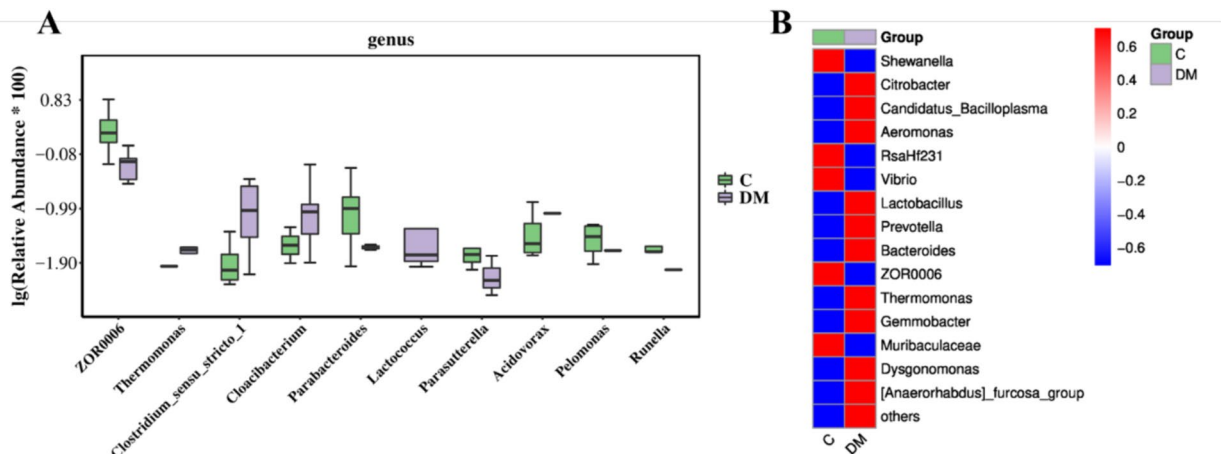 A
genus
lg(Relative Abundance * 100)
0.83
−0.08
−0.99
−1.90
ZOR0006
Thermomonas
Clostridium_sensu_stricto_1
Cloacibacterium
Parabacteroides
Lactococcus
Parasutterella
Acidovorax
Pelomonas
Runella
C
DM
B
Group
Shewanella
Citrobacter
Candidatus_Bacilloplasma
Aeromonas
RsaHf231
Vibrio
Lactobacillus
Prevotella
Bacteroides
ZOR0006
Thermomonas
Gemmobacter
Muribaculaceae
Dysgonomonas
[Anaerorhabdus]_furcosa_group
others
C
DM
0.6
0.4
0.2
0
−0.2
−0.4
−0.6
Group
C
DM